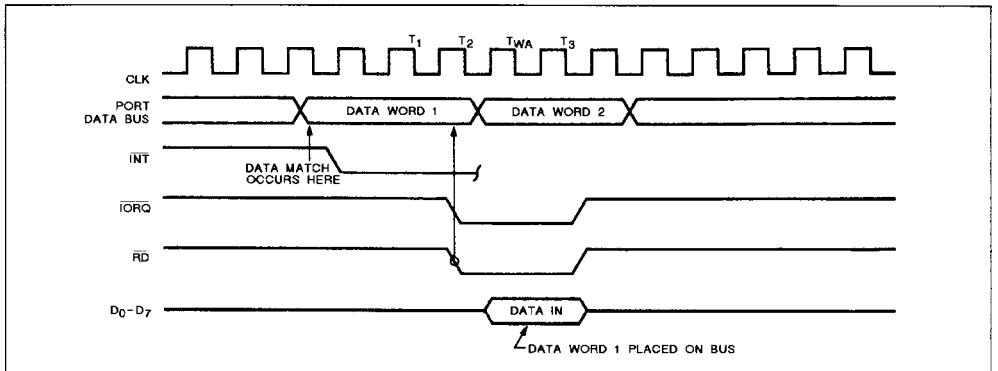 T1 T2 TWA T3
CLK
PORT
DATA BUS
DATA WORD 1
DATA WORD 2
INT
DATA MATCH
OCCURS HERE
IORQ
RD
D0-D7
DATA IN
DATA WORD 1 PLACED ON BUS